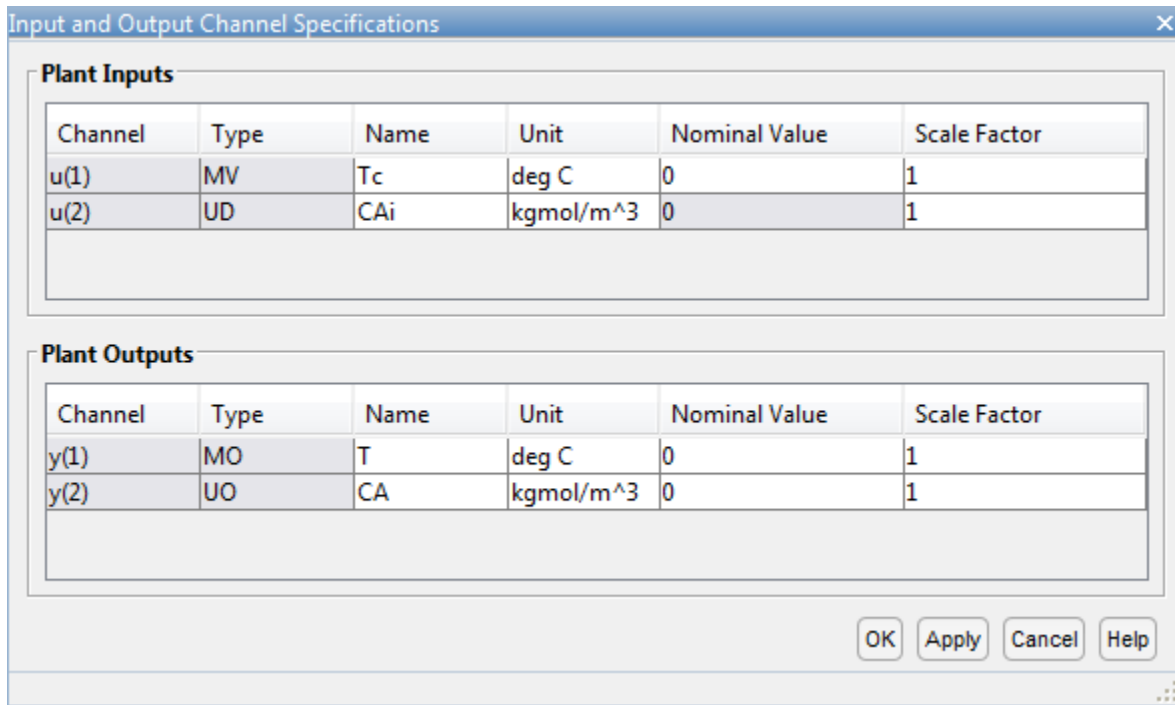 Input and Output Channel Specifications
Plant Inputs
Channel Type Name Unit Nominal Value Scale Factor
u(1) MV Tc deg C 0 1
u(2) UD CAi kgmol/m^3 0 1
Plant Outputs
Channel Type Name Unit Nominal Value Scale Factor
y(1) MO T deg C 0 1
y(2) UO CA kgmol/m^3 0 1
OK Apply Cancel Help